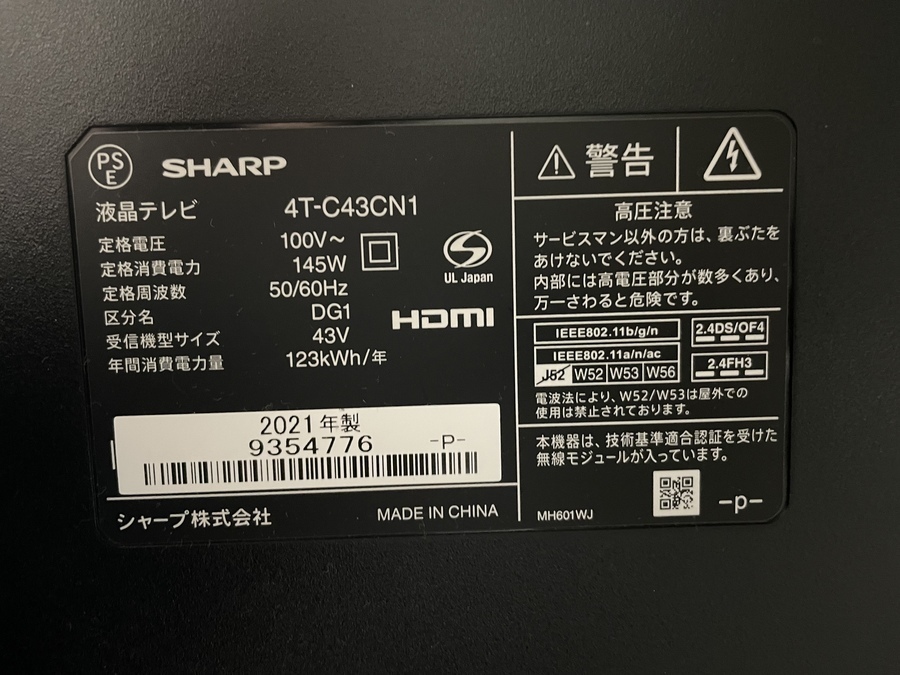 PS
E
SHARP
液晶テレビ 4T-C43CN1
定格電圧 100V～
定格消費電力 145W
定格周波数 50/60Hz
区分名 DG1
受信機型サイズ 43V
年間消費電力量 123kWh/年
UL Japan
HDMI
2021年製
9354776 -P-
シャープ株式会社 MADE IN CHINA
警告
高圧注意
サービスマン以外の方は、裏ぶたを
あけないでください。
内部には高電圧部分が数多くあり、
万一さわると危険です。
IEEE802.11b/g/n
IEEE802.11a/n/ac
J52 W52 W53 W56
2.4DS/OF4
2.4FH3
電波法により、W52/W53は屋外での
使用は禁止されております。
本機器は、技術基準適合認証を受けた
無線モジュールが入っています。
MH601WJ -p-